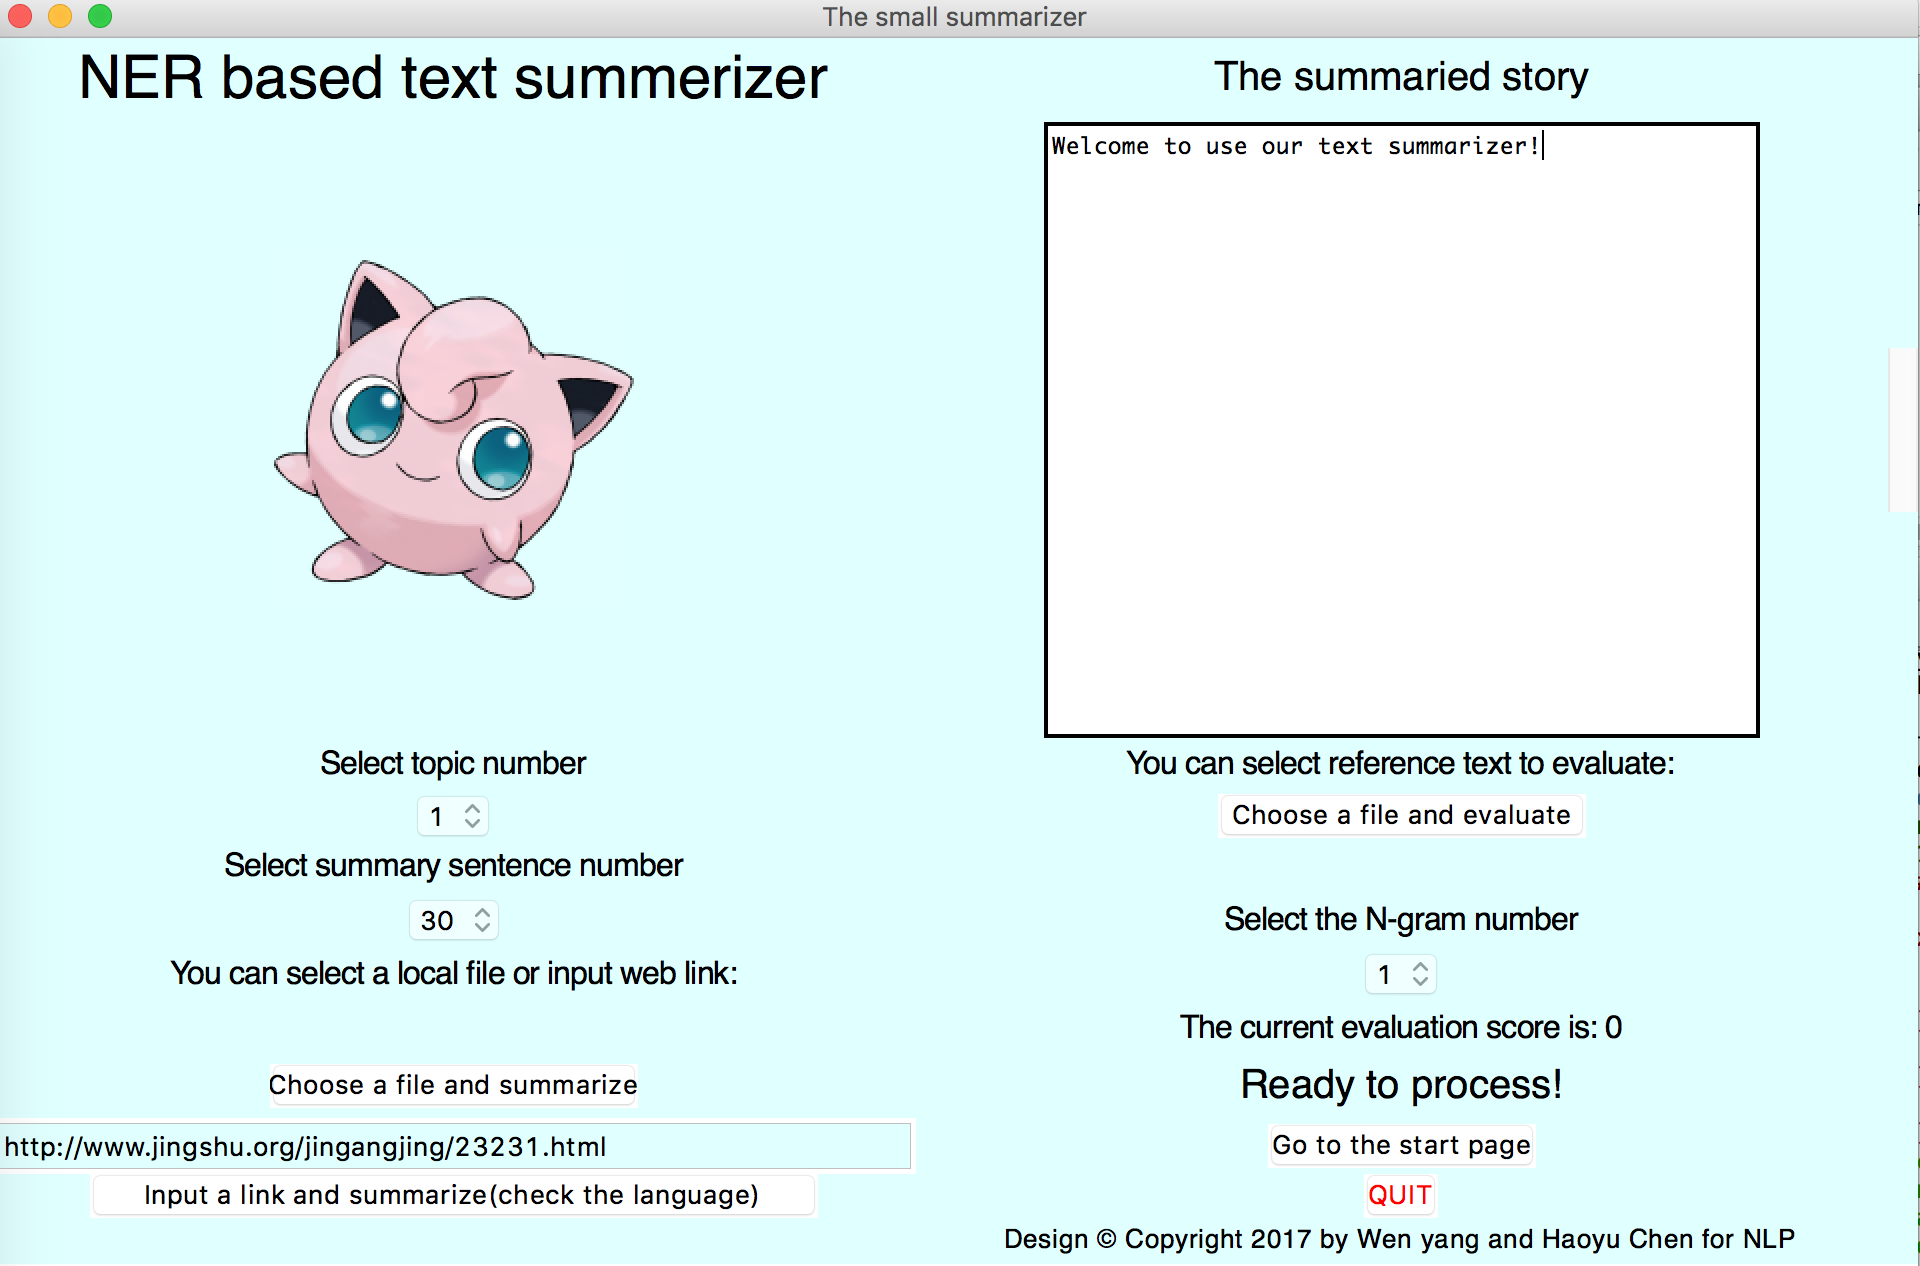 The small summarizer
NER based text summerizer
Select topic number
1
Select summary sentence number
30
You can select a local file or input web link:
Choose a file and summarize
http://www.jingshu.org/jingangjing/23231.html
Input a link and summarize(check the language)
The summaried story
Welcome to use our text summarizer!
You can select reference text to evaluate:
Choose a file and evaluate
Select the N-gram number
1
The current evaluation score is: 0
Ready to process!
Go to the start page
QUIT
Design © Copyright 2017 by Wen yang and Haoyu Chen for NLP